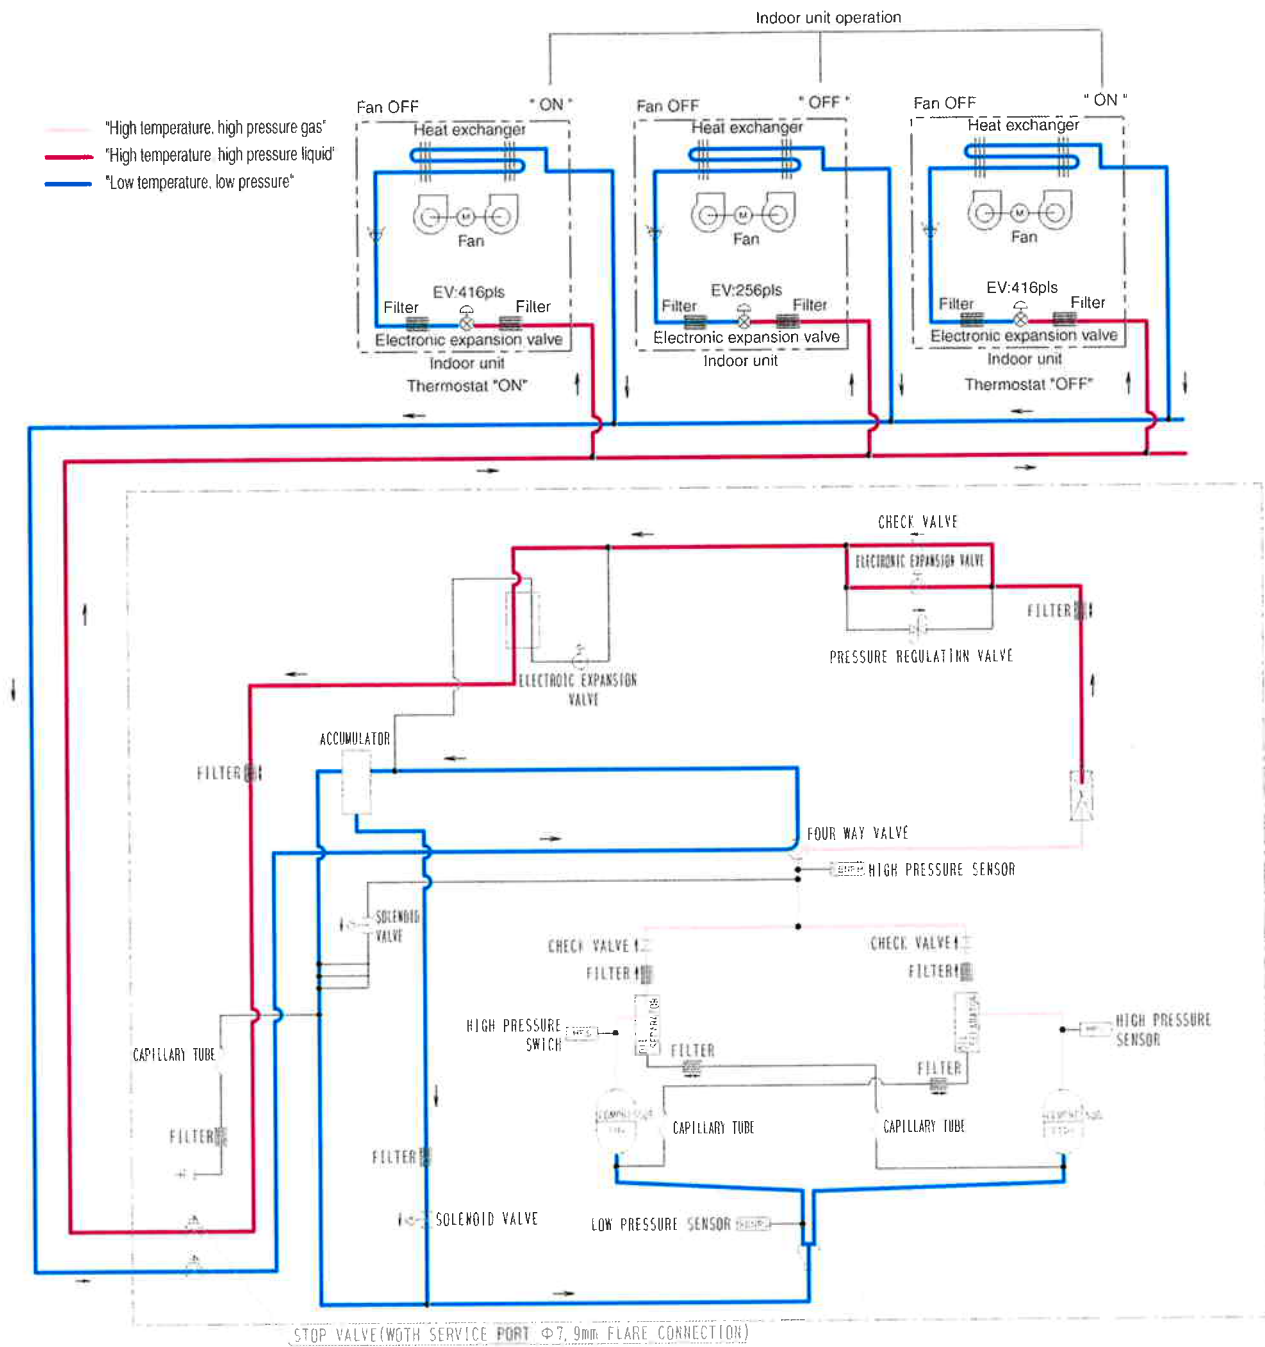 Indoor unit operation
Fan OFF
" ON "
Fan OFF
" OFF "
Fan OFF
" ON "
"High temperature, high pressure gas"
"High temperature, high pressure liquid"
"Low temperature, low pressure"
Heat exchanger
Heat exchanger
Heat exchanger
M
M
M
Fan
Fan
Fan
EV:416pls
EV:256pls
EV:416pls
Filter
Filter
Filter
Filter
Filter
Filter
Electronic expansion valve
Electronic expansion valve
Electronic expansion valve
Indoor unit
Indoor unit
Indoor unit
Thermostat "ON"
Thermostat "OFF"
CHECK VALVE
ELECTRONIC EXPANSION VALVE
FILTER
PRESSURE REGULATINN VALVE
ELECTROIC EXPANSION
VALVE
ACCUMULATOR
FILTER
FOUR WAY VALVE
HIGH PRESSURE SENSOR
SOLENOID
VALVE
CHECK VALVE
CHECK VALVE
FILTER
FILTER
OIL
SEPARATOR
HIGH PRESSURE
SWICH
HIGH PRESSURE
SENSOR
CAPILLARY TUBE
FILTER
FILTER
CAPILLARY TUBE
CAPILLARY TUBE
FILTER
FILTER
SOLENOID VALVE
LOW PRESSURE SENSOR
STOP VALVE(WOTH SERVICE PORT Φ7, 9mm FLARE CONNECTION)